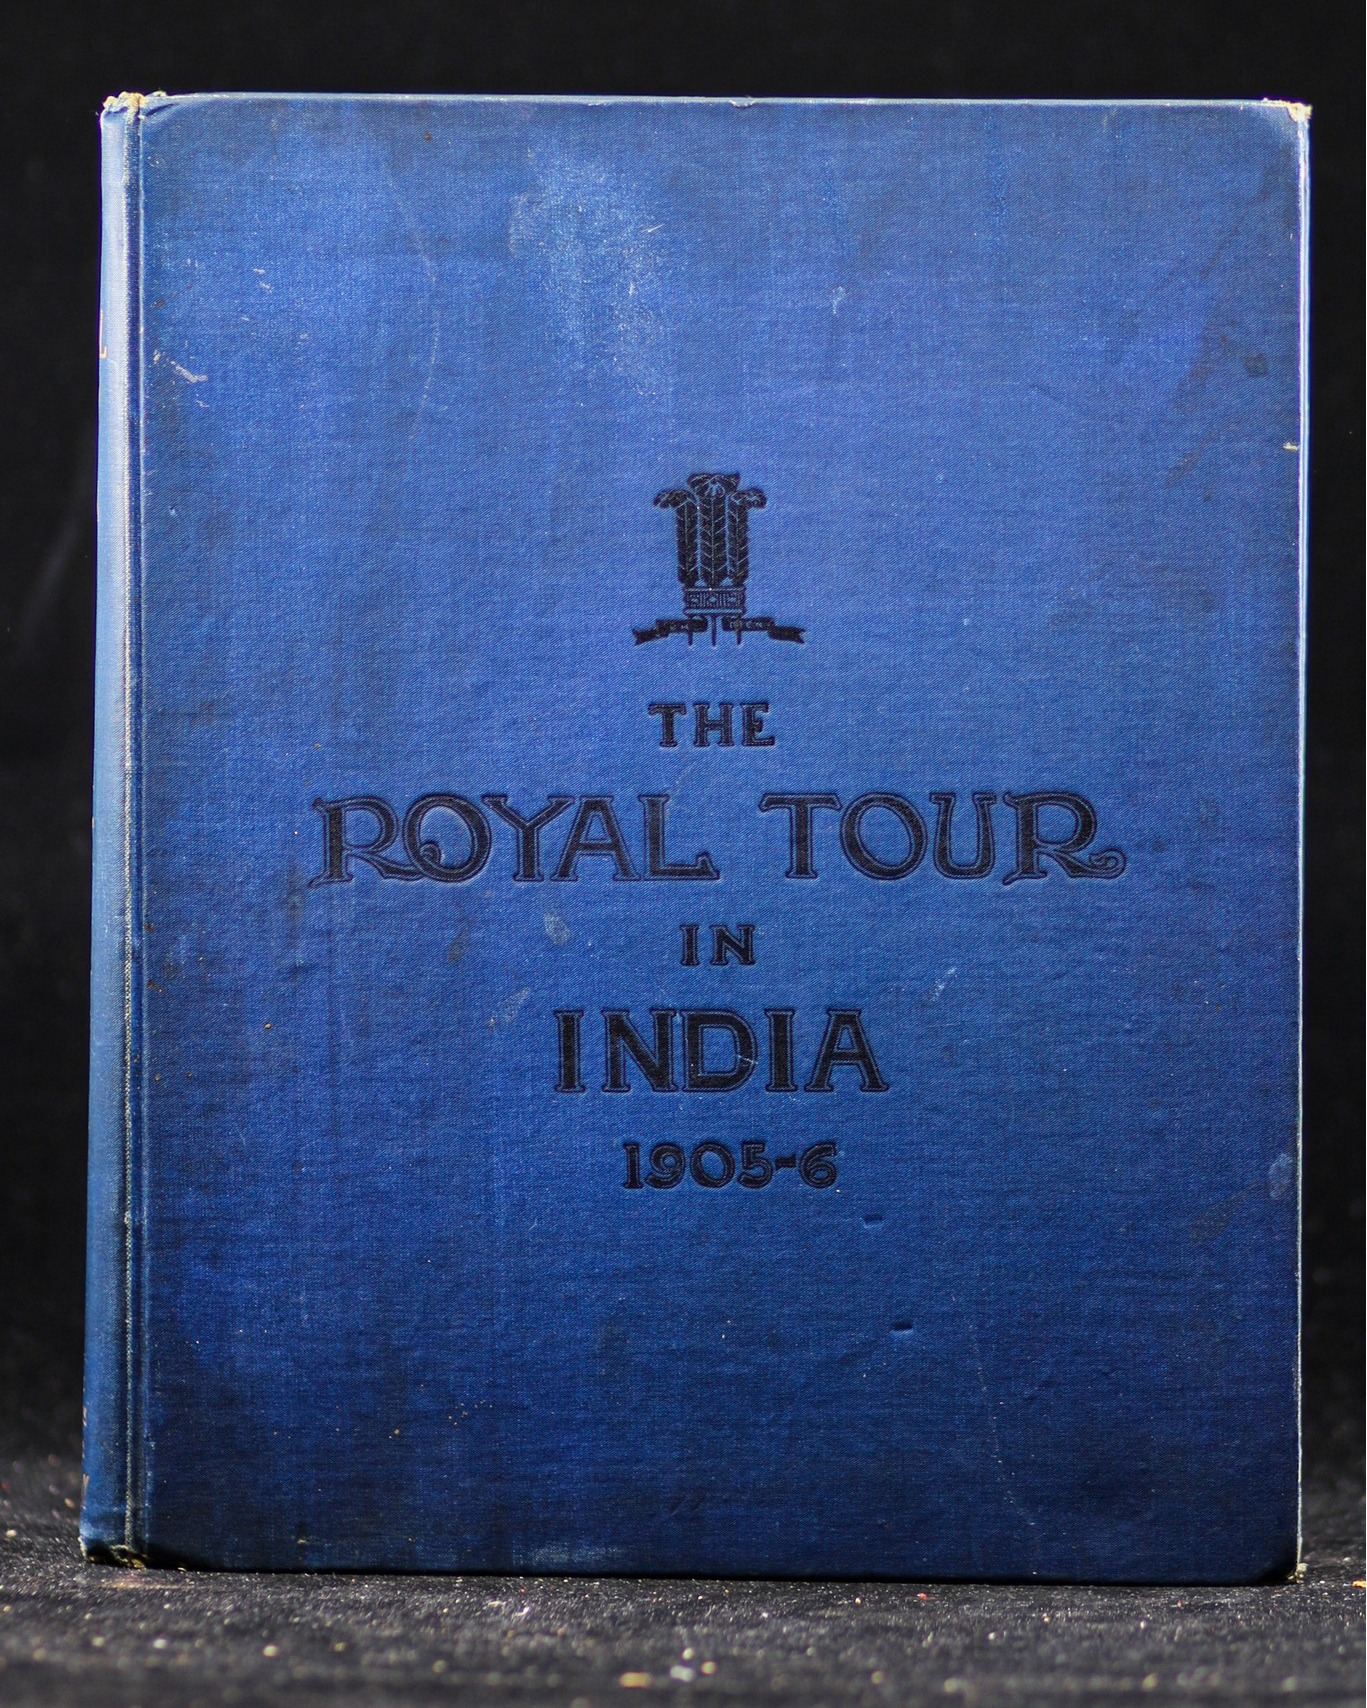 THE
ROYAL TOUR
IN
INDIA
1905-6